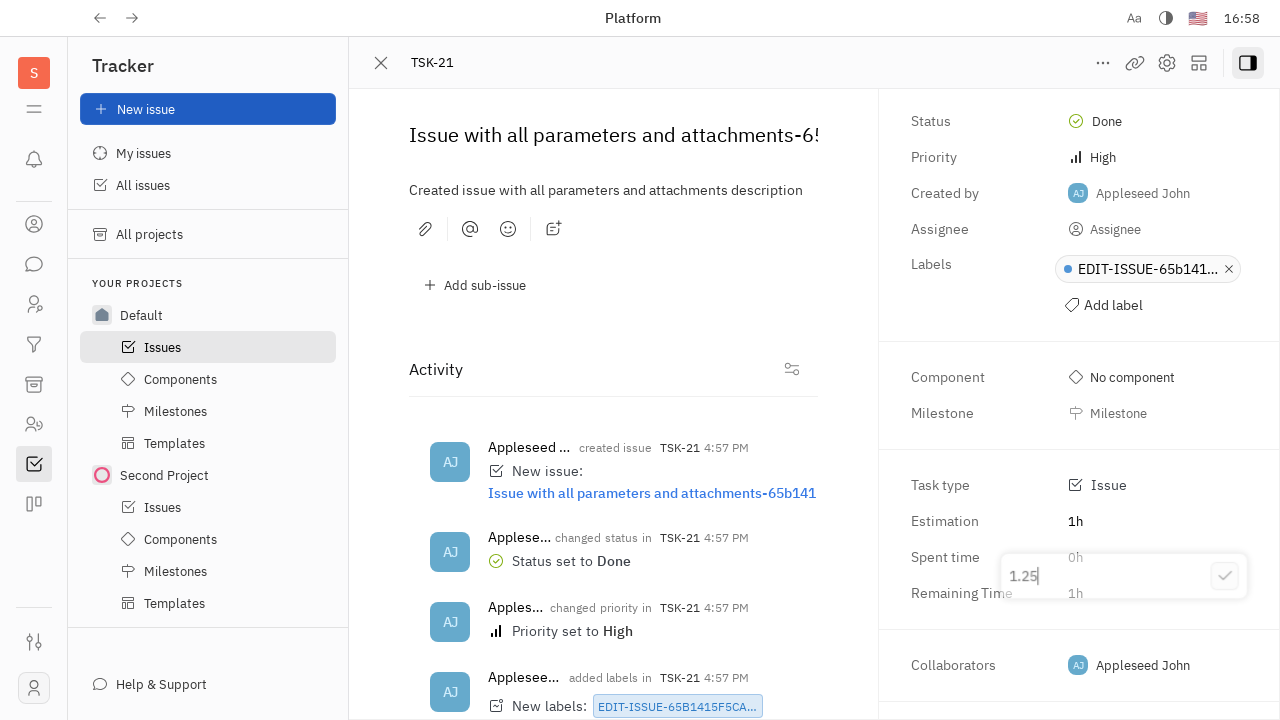 Platform
Aa
16:58
S
Tracker
New issue
My issues
All issues
All projects
YOUR PROJECTS
Default
Issues
Components
Milestones
Templates
Second Project
Issues
Components
Milestones
Templates
Help & Support
TSK-21
Issue with all parameters and attachments-65
Created issue with all parameters and attachments description
Add sub-issue
Activity
AJ
Appleseed ... created issue TSK-21 4:57 PM
New issue:
Issue with all parameters and attachments-65b141
AJ
Applese... changed status in TSK-21 4:57 PM
Status set to Done
AJ
Apples... changed priority in TSK-21 4:57 PM
Priority set to High
AJ
Applesee... added labels in TSK-21 4:57 PM
New labels: EDIT-ISSUE-65B1415F5CA...
Status Done
Priority High
Created by AJ Appleseed John
Assignee Assignee
Labels EDIT-ISSUE-65b141...
Add label
Component No component
Milestone Milestone
Task type Issue
Estimation 1h
Spent time 0h
1.25
Remaining Time 1h
Collaborators AJ Appleseed John